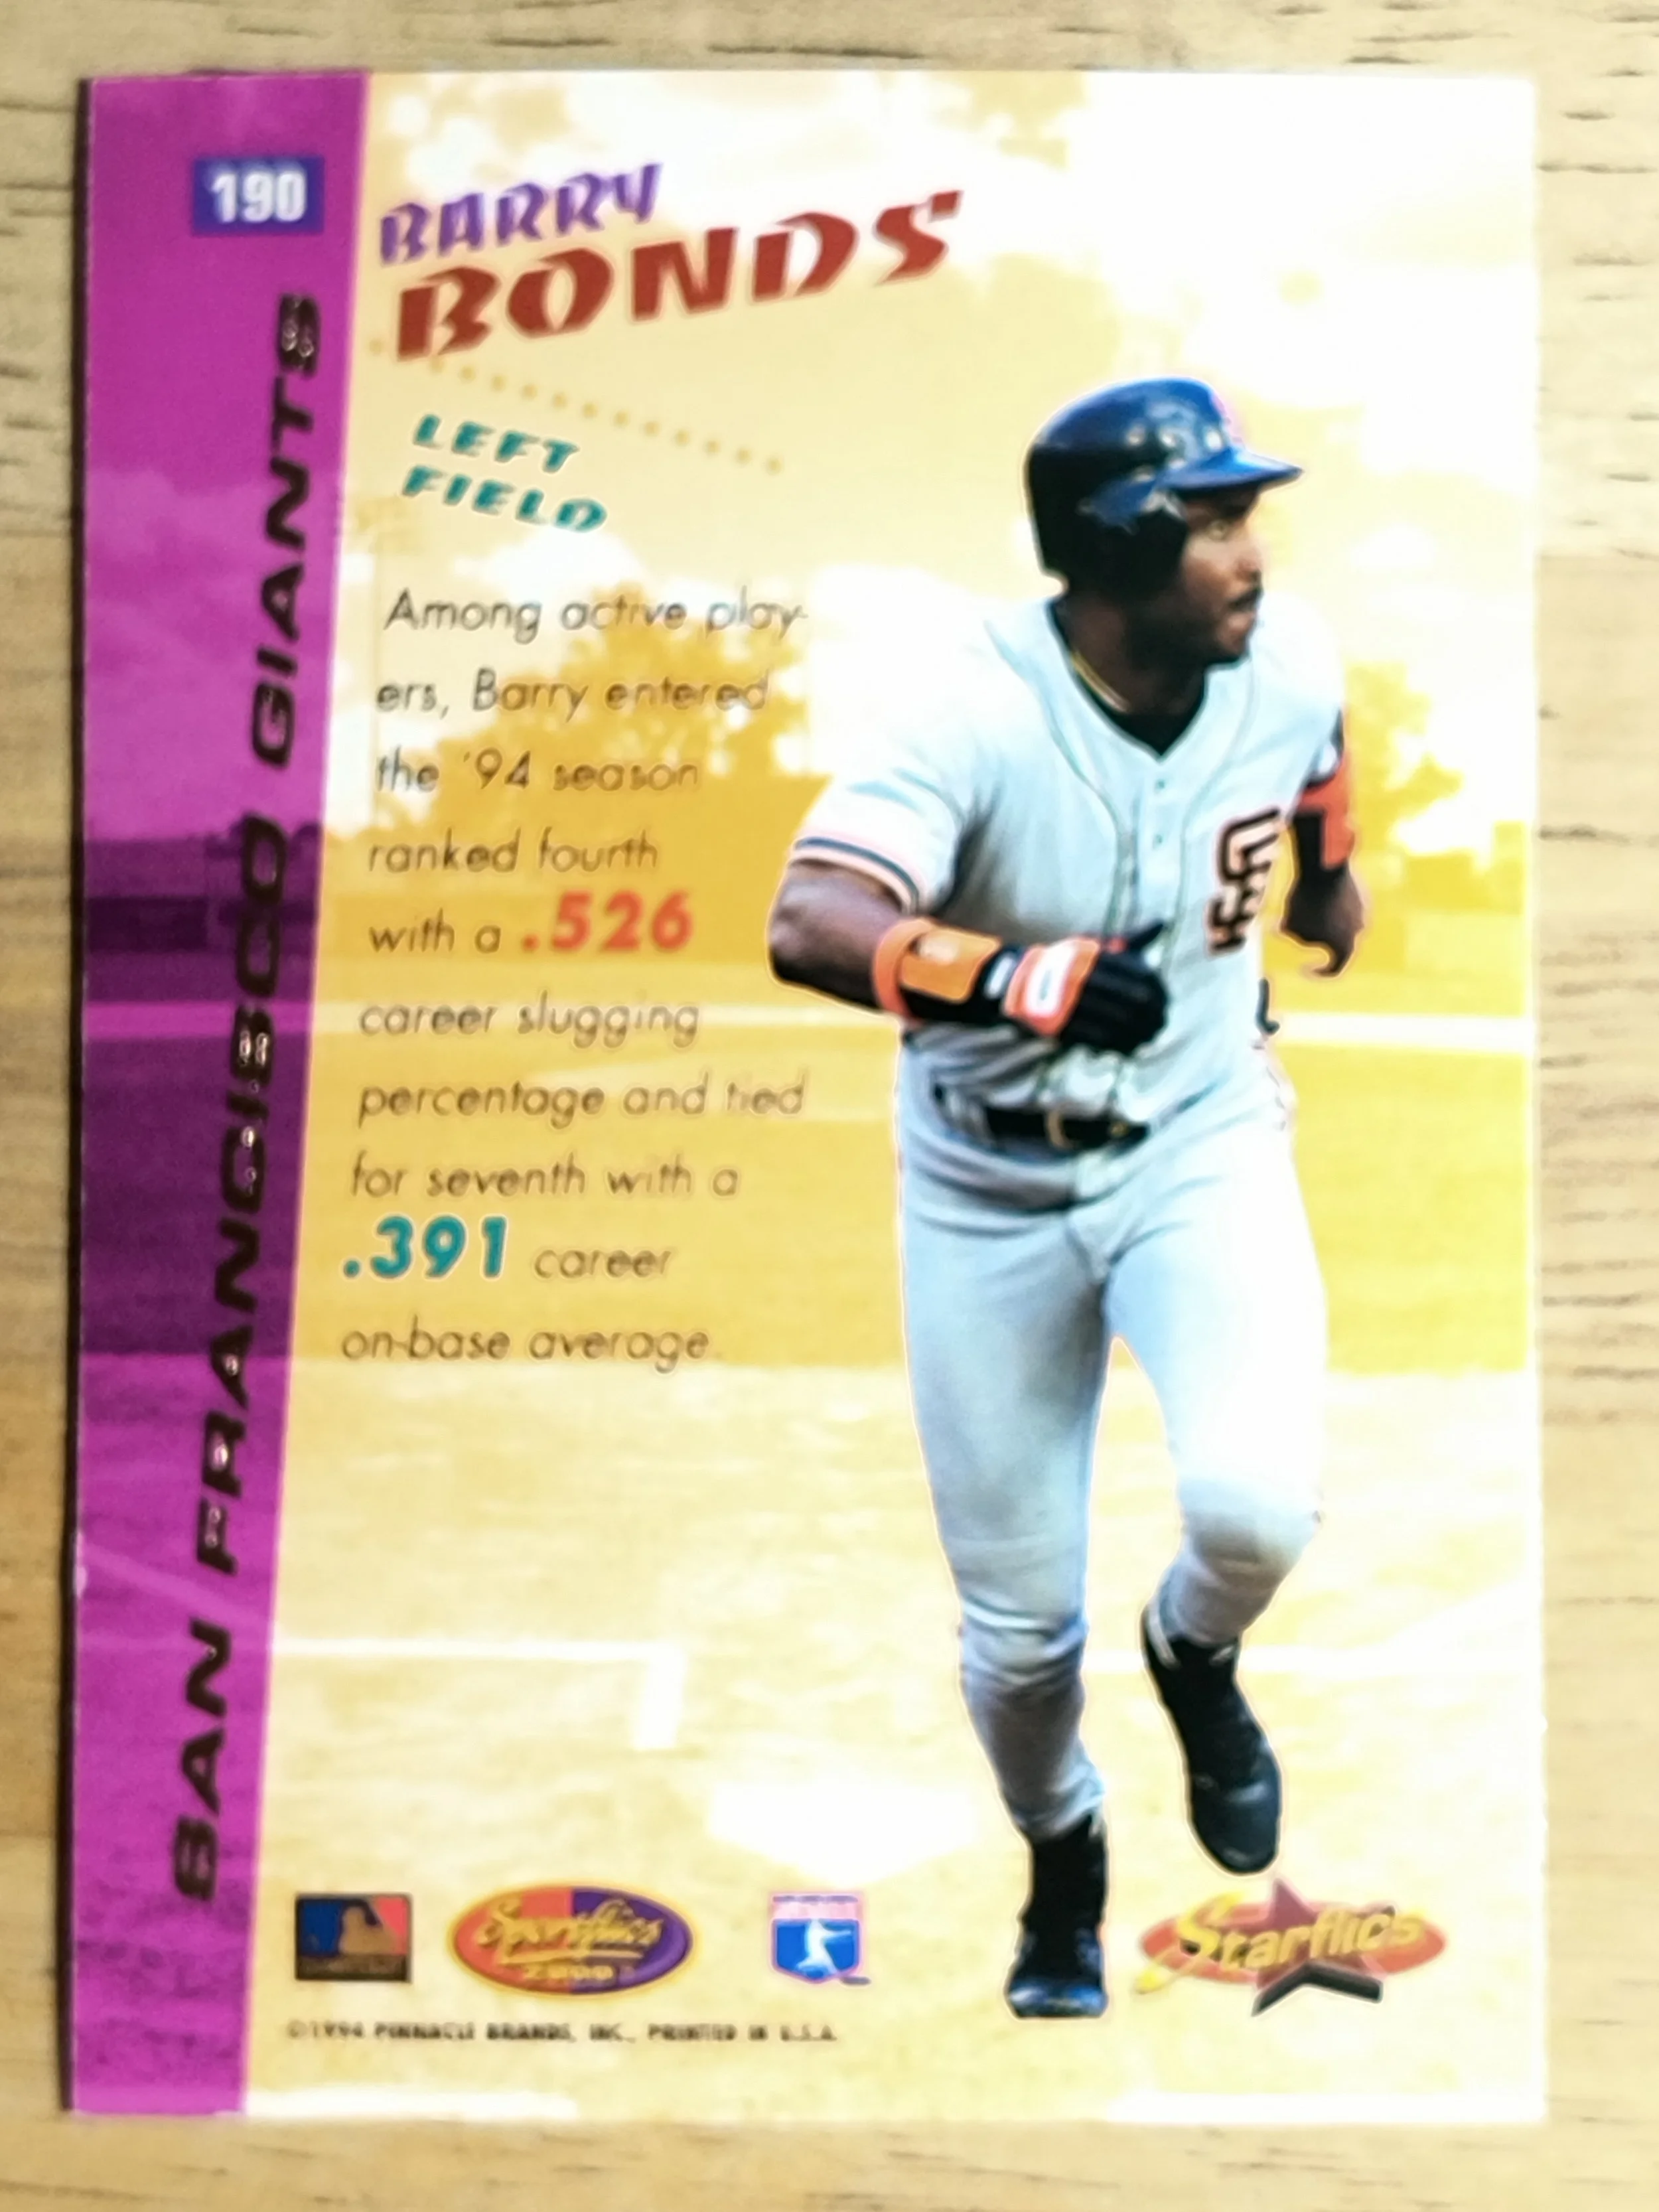 190
BARRY
BONDS
LEFT
FIELD
SAN FRANCISCO GIANTS
Among active play-
ers, Barry entered
the '94 season
ranked fourth
with a .526
career slugging
percentage and tied
for seventh with a
.391 career
on-base average.
Sportflics
2000
Starflics
©1994 PINNACLE BRANDS, INC., PRINTED IN U.S.A.